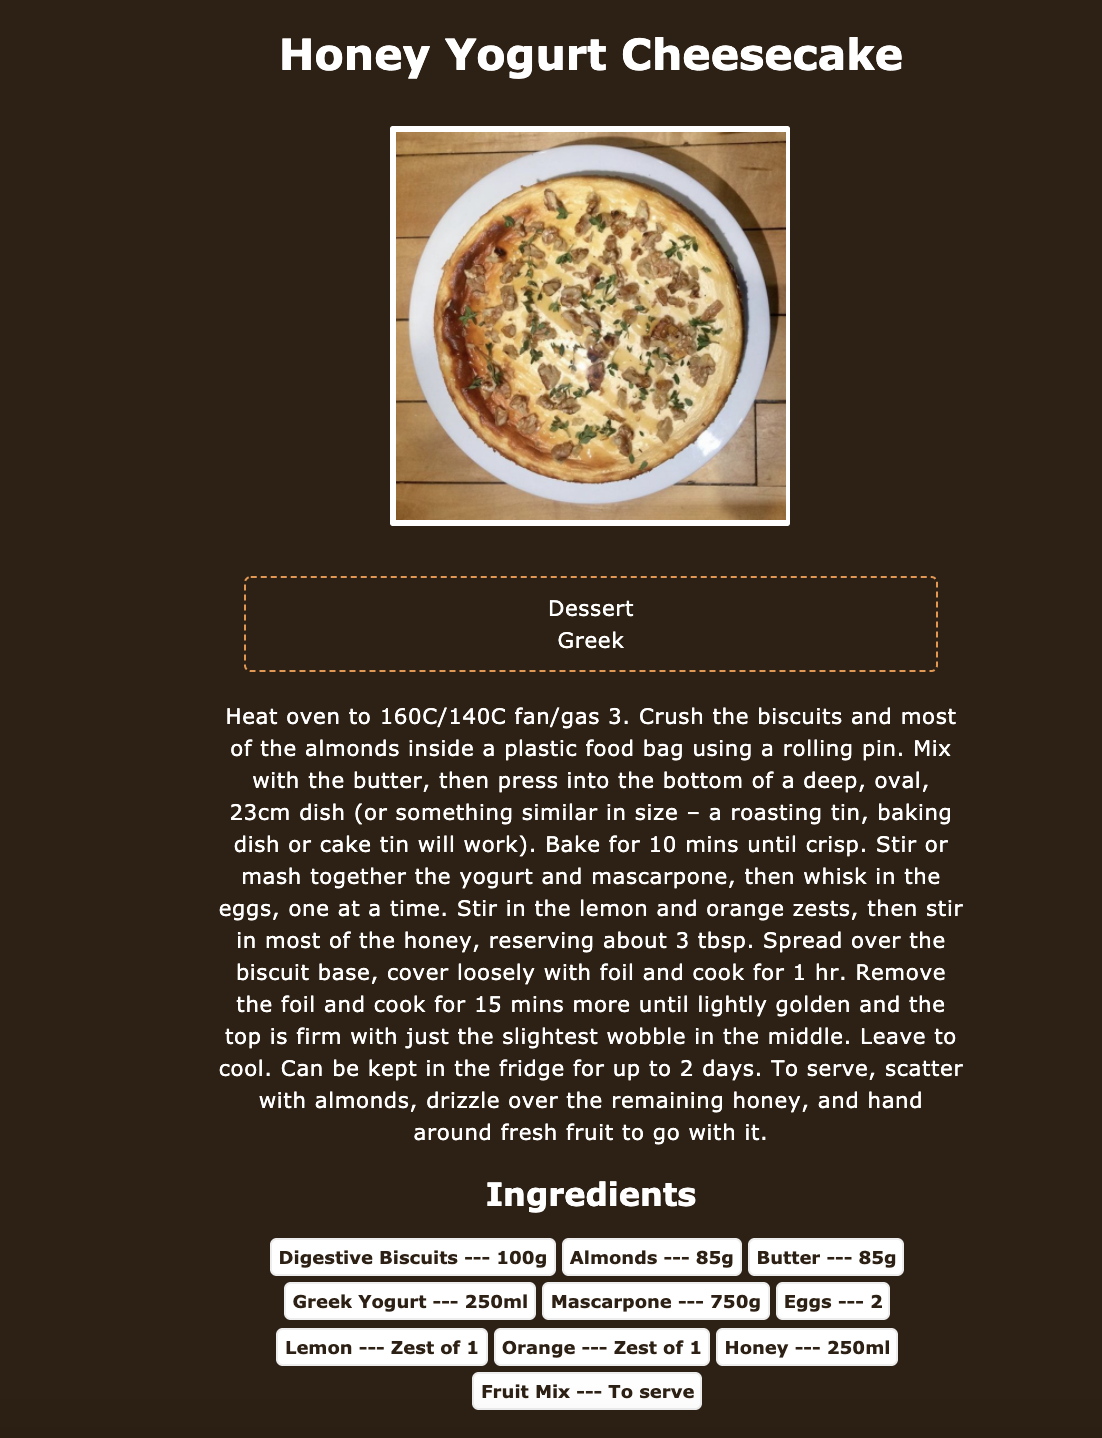 Honey Yogurt Cheesecake
Dessert
Greek
Heat oven to 160C/140C fan/gas 3. Crush the biscuits and most
of the almonds inside a plastic food bag using a rolling pin. Mix
with the butter, then press into the bottom of a deep, oval,
23cm dish (or something similar in size – a roasting tin, baking
dish or cake tin will work). Bake for 10 mins until crisp. Stir or
mash together the yogurt and mascarpone, then whisk in the
eggs, one at a time. Stir in the lemon and orange zests, then stir
in most of the honey, reserving about 3 tbsp. Spread over the
biscuit base, cover loosely with foil and cook for 1 hr. Remove
the foil and cook for 15 mins more until lightly golden and the
top is firm with just the slightest wobble in the middle. Leave to
cool. Can be kept in the fridge for up to 2 days. To serve, scatter
with almonds, drizzle over the remaining honey, and hand
around fresh fruit to go with it.
Ingredients
Digestive Biscuits --- 100g Almonds --- 85g Butter --- 85g
Greek Yogurt --- 250ml Mascarpone --- 750g Eggs --- 2
Lemon --- Zest of 1 Orange --- Zest of 1 Honey --- 250ml
Fruit Mix --- To serve